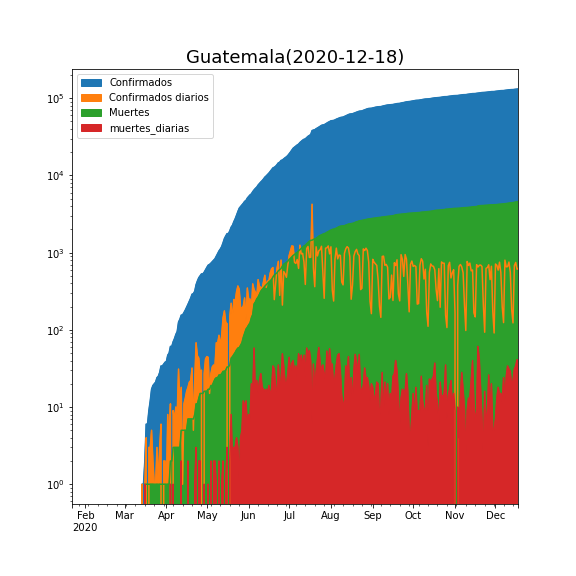 Guatemala(2020-12-18)
Confirmados
Confirmados diarios
Muertes
muertes_diarias
10⁵
10⁴
10³
10²
10¹
10⁰
Feb Mar Apr May Jun Jul Aug Sep Oct Nov Dec
2020